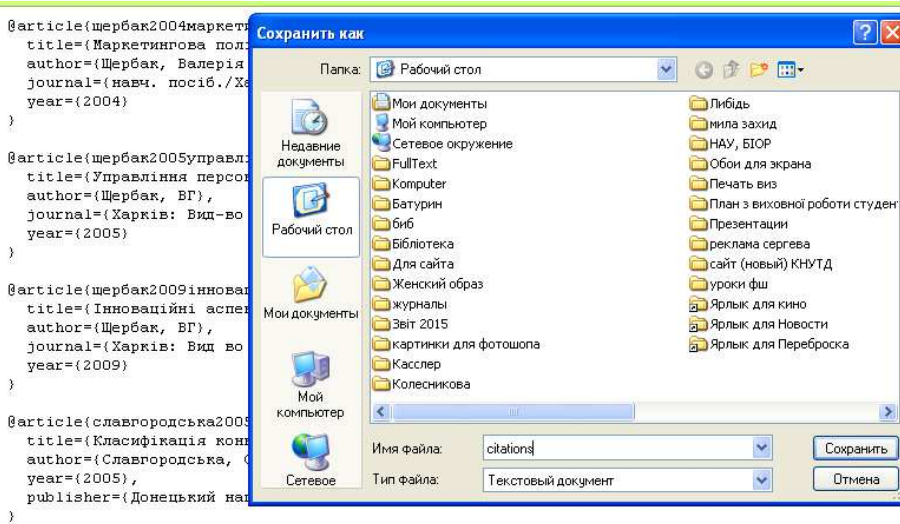 @article{щербак2004маркети
title={Маркетингова полі
author={Щербак, Валерія
journal={навч. посіб./Ха
year={2004}
}
@article{щербак2005управлі
title={Управління персон
author={Щербак, ВГ},
journal={Харків: Вид-во
year={2005}
}
@article{щербак2009інновац
title={Інноваційні аспек
author={Щербак, ВГ},
journal={Харків: Вид во
year={2009}
}
@article{славгородська2005
title={Класифікація конк
author={Славгородська, О
year={2005},
publisher={Донецький нац
}
Сохранить как
Папка: Рабочий стол
Недавние документы
Рабочий стол
Мои документы
Мой компьютер
Сетевое
Мои документы
Мой компьютер
Сетевое окружение
FullText
Komputer
Батурин
биб
Бібліотека
Для сайта
Женский образ
журналы
Звіт 2015
картинки для фотошопа
Касслер
Колесникова
Либідь
мила захид
НАУ, БІОР
Обои для экрана
Печать виз
План з виховної роботи студен
Презентации
реклама сергева
сайт (новый) КНУТД
уроки фш
Ярлык для кино
Ярлык для Новости
Ярлык для Переброска
Имя файла: citations
Сохранить
Тип файла: Текстовый документ
Отмена